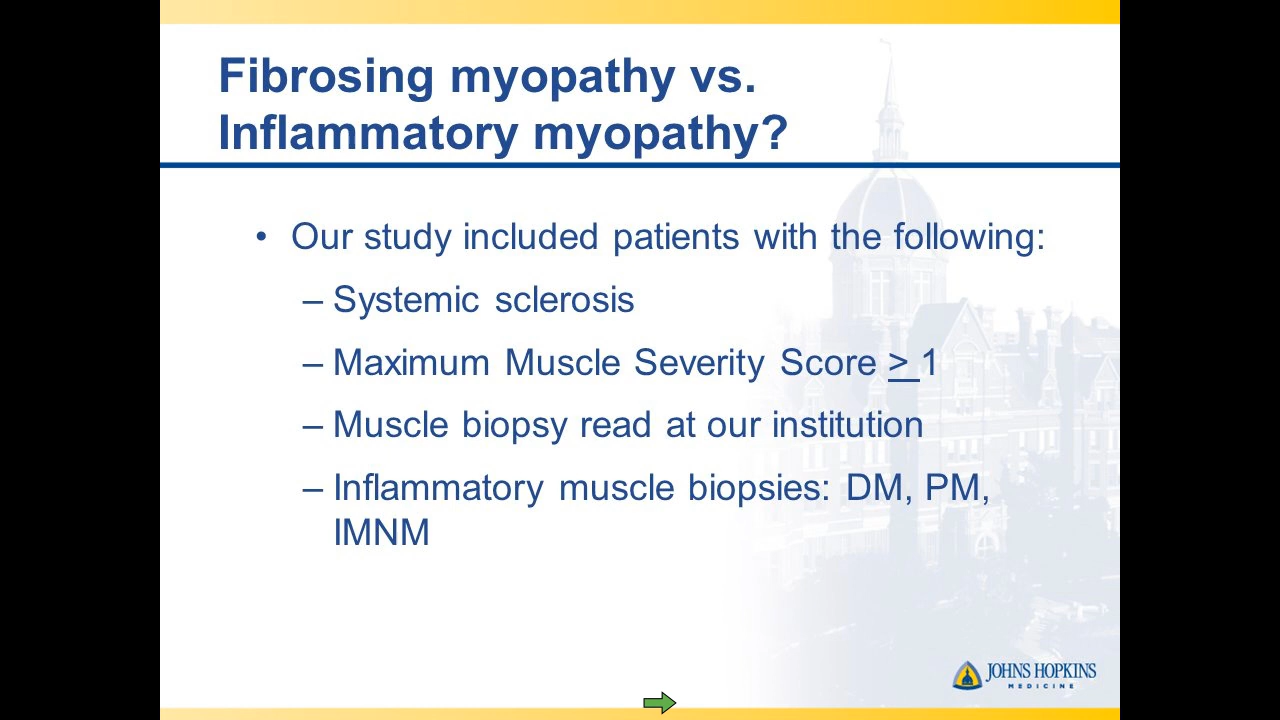 Fibrosing myopathy vs.
Inflammatory myopathy?
• Our study included patients with the following:
– Systemic sclerosis
– Maximum Muscle Severity Score > 1
– Muscle biopsy read at our institution
– Inflammatory muscle biopsies: DM, PM,
IMNM
JOHNS HOPKINS
MEDICINE